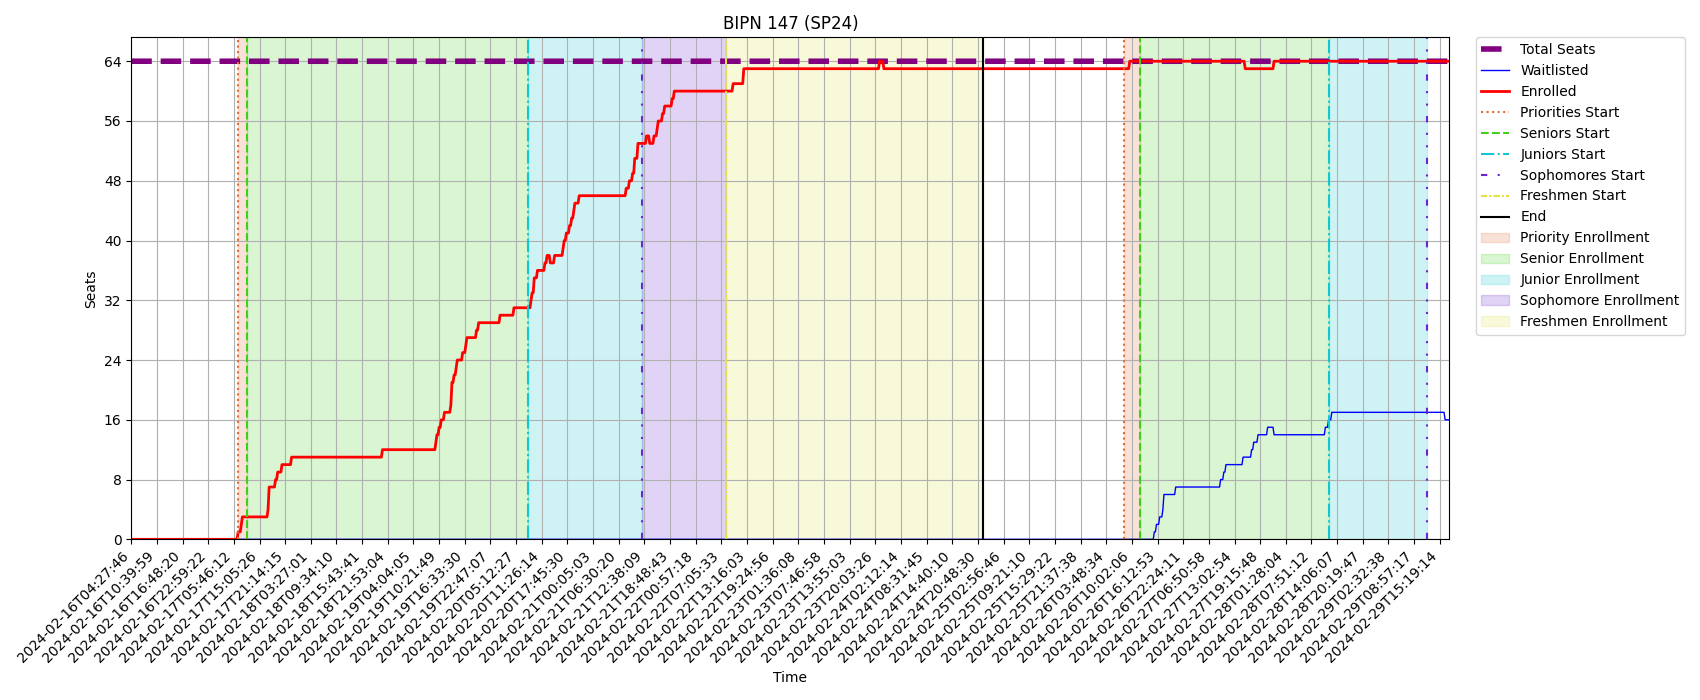 BIPN 147 (SP24)
Seats
64
56
48
40
32
24
16
8
0
2024-02-16T04:27:46
2024-02-16T10:39:59
2024-02-16T16:48:20
2024-02-16T22:59:22
2024-02-17T05:46:12
2024-02-17T15:05:26
2024-02-17T21:14:15
2024-02-18T03:27:01
2024-02-18T09:34:10
2024-02-18T15:43:41
2024-02-18T21:53:04
2024-02-19T04:04:05
2024-02-19T10:21:49
2024-02-19T16:33:30
2024-02-19T22:47:07
2024-02-20T05:12:27
2024-02-20T11:26:14
2024-02-20T17:45:30
2024-02-21T00:05:03
2024-02-21T06:30:20
2024-02-21T12:38:09
2024-02-21T18:48:43
2024-02-22T00:57:18
2024-02-22T07:05:33
2024-02-22T13:16:03
2024-02-22T19:24:56
2024-02-23T01:36:08
2024-02-23T07:46:58
2024-02-23T13:55:03
2024-02-23T20:03:26
2024-02-24T02:12:14
2024-02-24T08:31:45
2024-02-24T14:40:10
2024-02-24T20:48:30
2024-02-25T02:56:46
2024-02-25T09:21:10
2024-02-25T15:29:22
2024-02-25T21:37:38
2024-02-26T03:48:34
2024-02-26T10:02:06
2024-02-26T16:12:53
2024-02-26T22:24:11
2024-02-27T06:50:58
2024-02-27T13:02:54
2024-02-27T19:15:48
2024-02-28T01:28:04
2024-02-28T07:51:12
2024-02-28T14:06:07
2024-02-28T20:19:47
2024-02-29T02:32:38
2024-02-29T08:57:17
2024-02-29T15:19:14
Time
Total Seats
Waitlisted
Enrolled
Priorities Start
Seniors Start
Juniors Start
Sophomores Start
Freshmen Start
End
Priority Enrollment
Senior Enrollment
Junior Enrollment
Sophomore Enrollment
Freshmen Enrollment